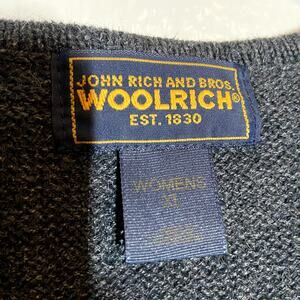 JOHN RICH AND BROS.
WOOLRICH®
EST. 1830
WOMENS
XL